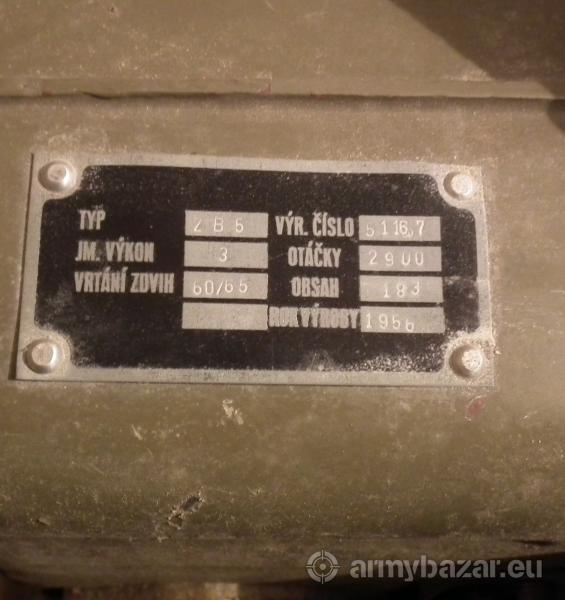 TYP 2B5 VÝR. ČÍSLO 51167
JM. VÝKON 3 OTÁČKY 2900
VRTÁNÍ ZDVIH 60/65 OBSAH 183
ROK VÝROBY 1956
armybazar.eu